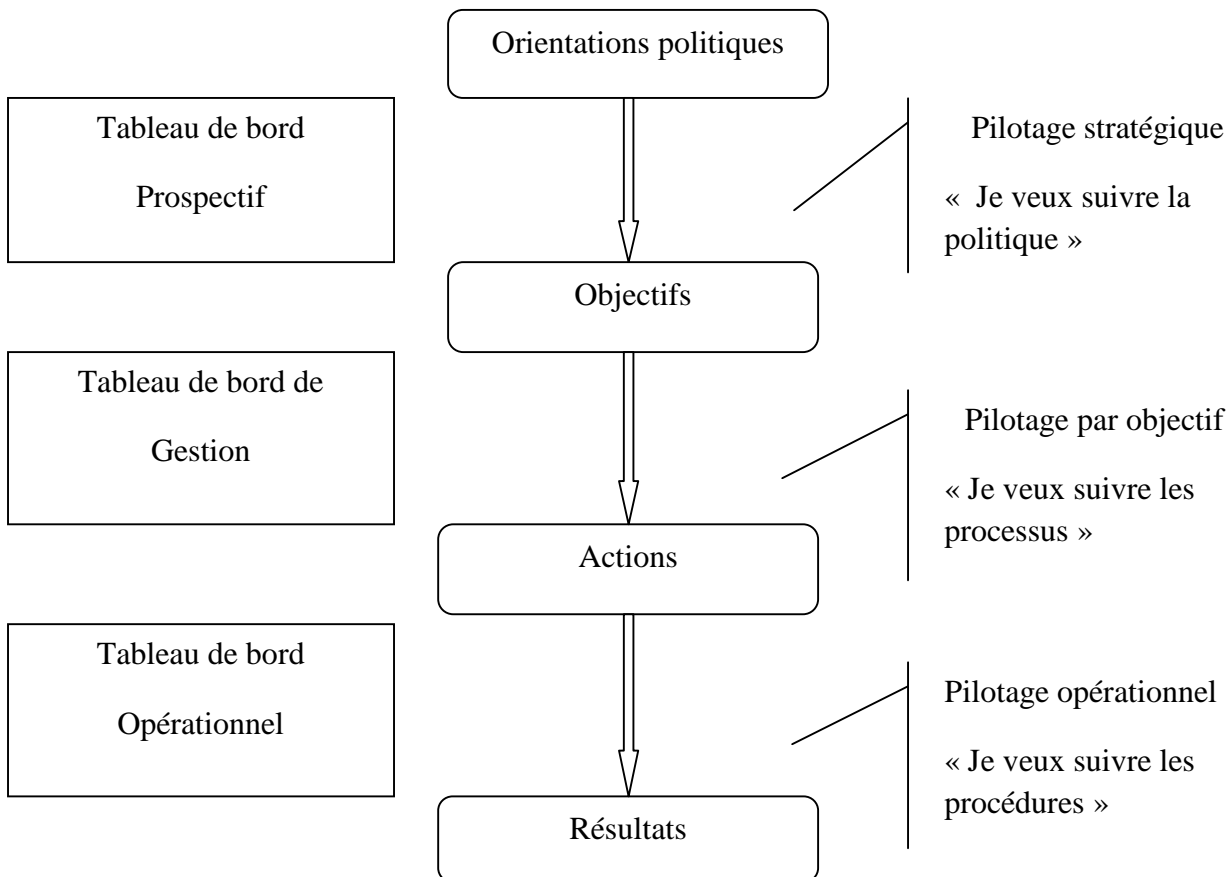 Orientations politiques
Tableau de bord
Prospectif
Pilotage stratégique
«  Je veux suivre la
politique »
Objectifs
Tableau de bord de
Gestion
Pilotage par objectif
« Je veux suivre les
processus »
Actions
Tableau de bord
Opérationnel
Pilotage opérationnel
« Je veux suivre les
procédures »
Résultats